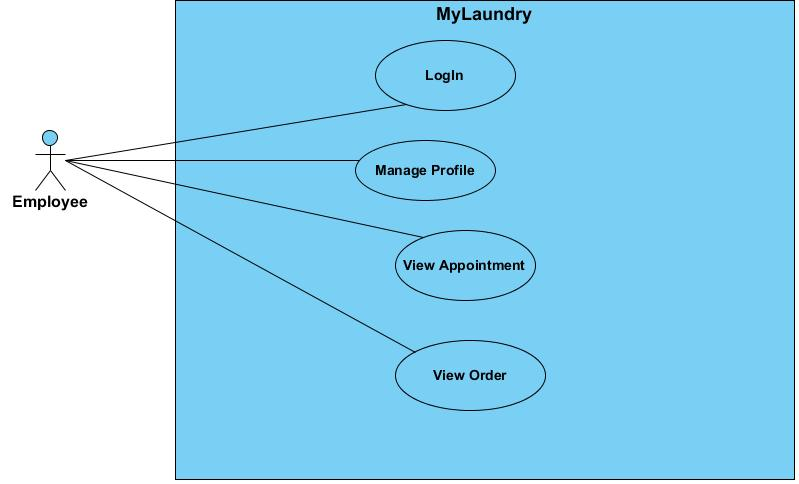 MyLaundry
LogIn
Manage Profile
Employee
View Appointment
View Order